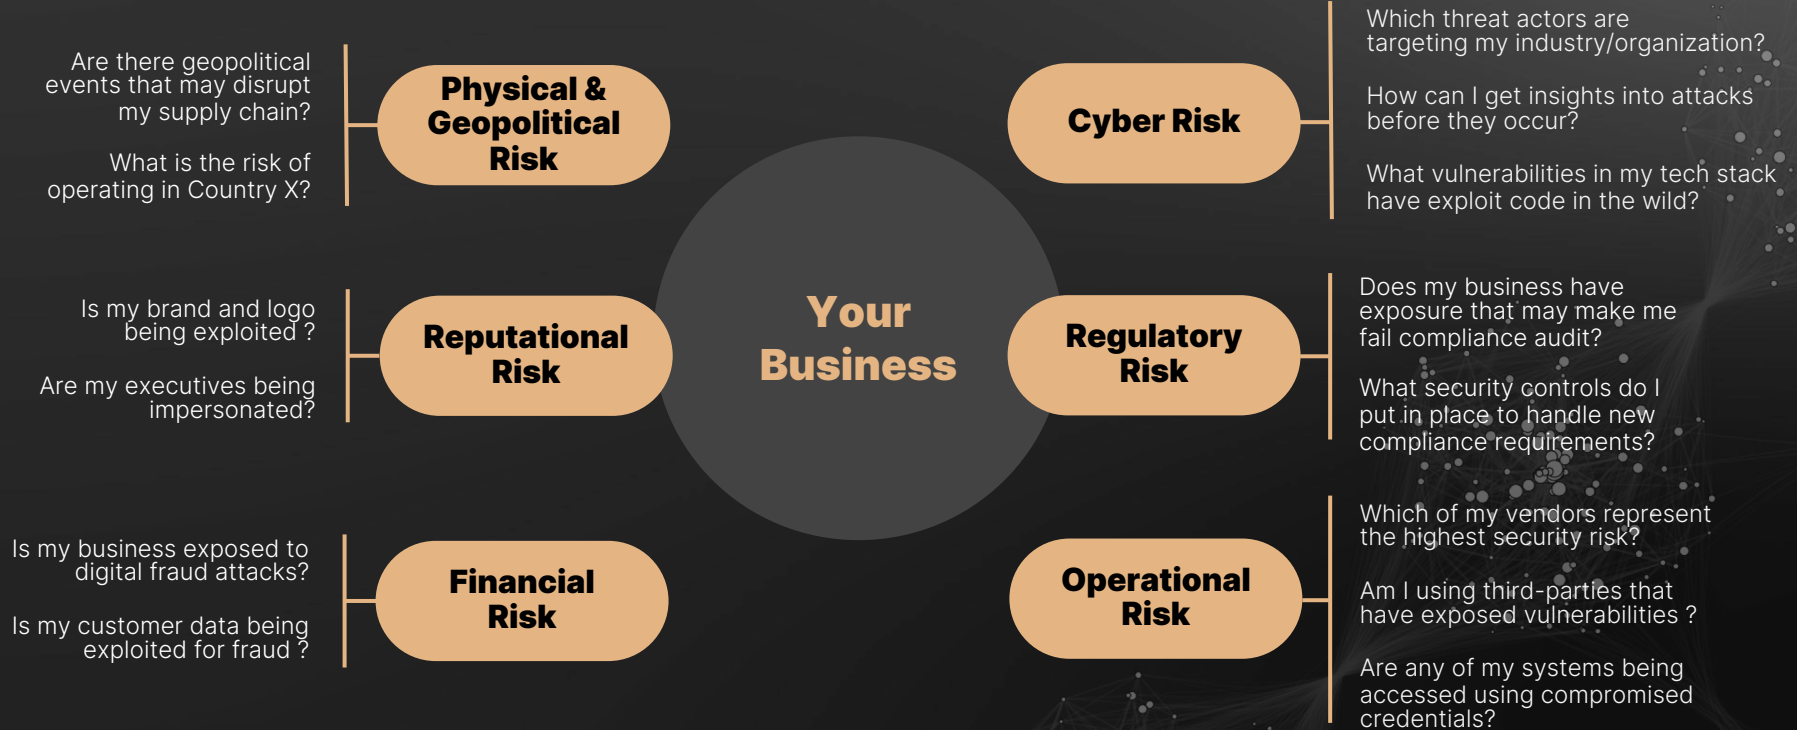 Are there geopolitical
events that may disrupt
my supply chain?
What is the risk of
operating in Country X?
Physical &
Geopolitical
Risk
Is my brand and logo
being exploited ?
Are my executives being
impersonated?
Reputational
Risk
Is my business exposed to
digital fraud attacks?
Is my customer data being
exploited for fraud ?
Financial
Risk
Your
Business
Cyber Risk
Which threat actors are
targeting my industry/organization?
How can I get insights into attacks
before they occur?
What vulnerabilities in my tech stack
have exploit code in the wild?
Regulatory
Risk
Does my business have
exposure that may make me
fail compliance audit?
What security controls do I
put in place to handle new
compliance requirements?
Operational
Risk
Which of my vendors represent
the highest security risk?
Am I using third-parties that
have exposed vulnerabilities ?
Are any of my systems being
accessed using compromised
credentials?